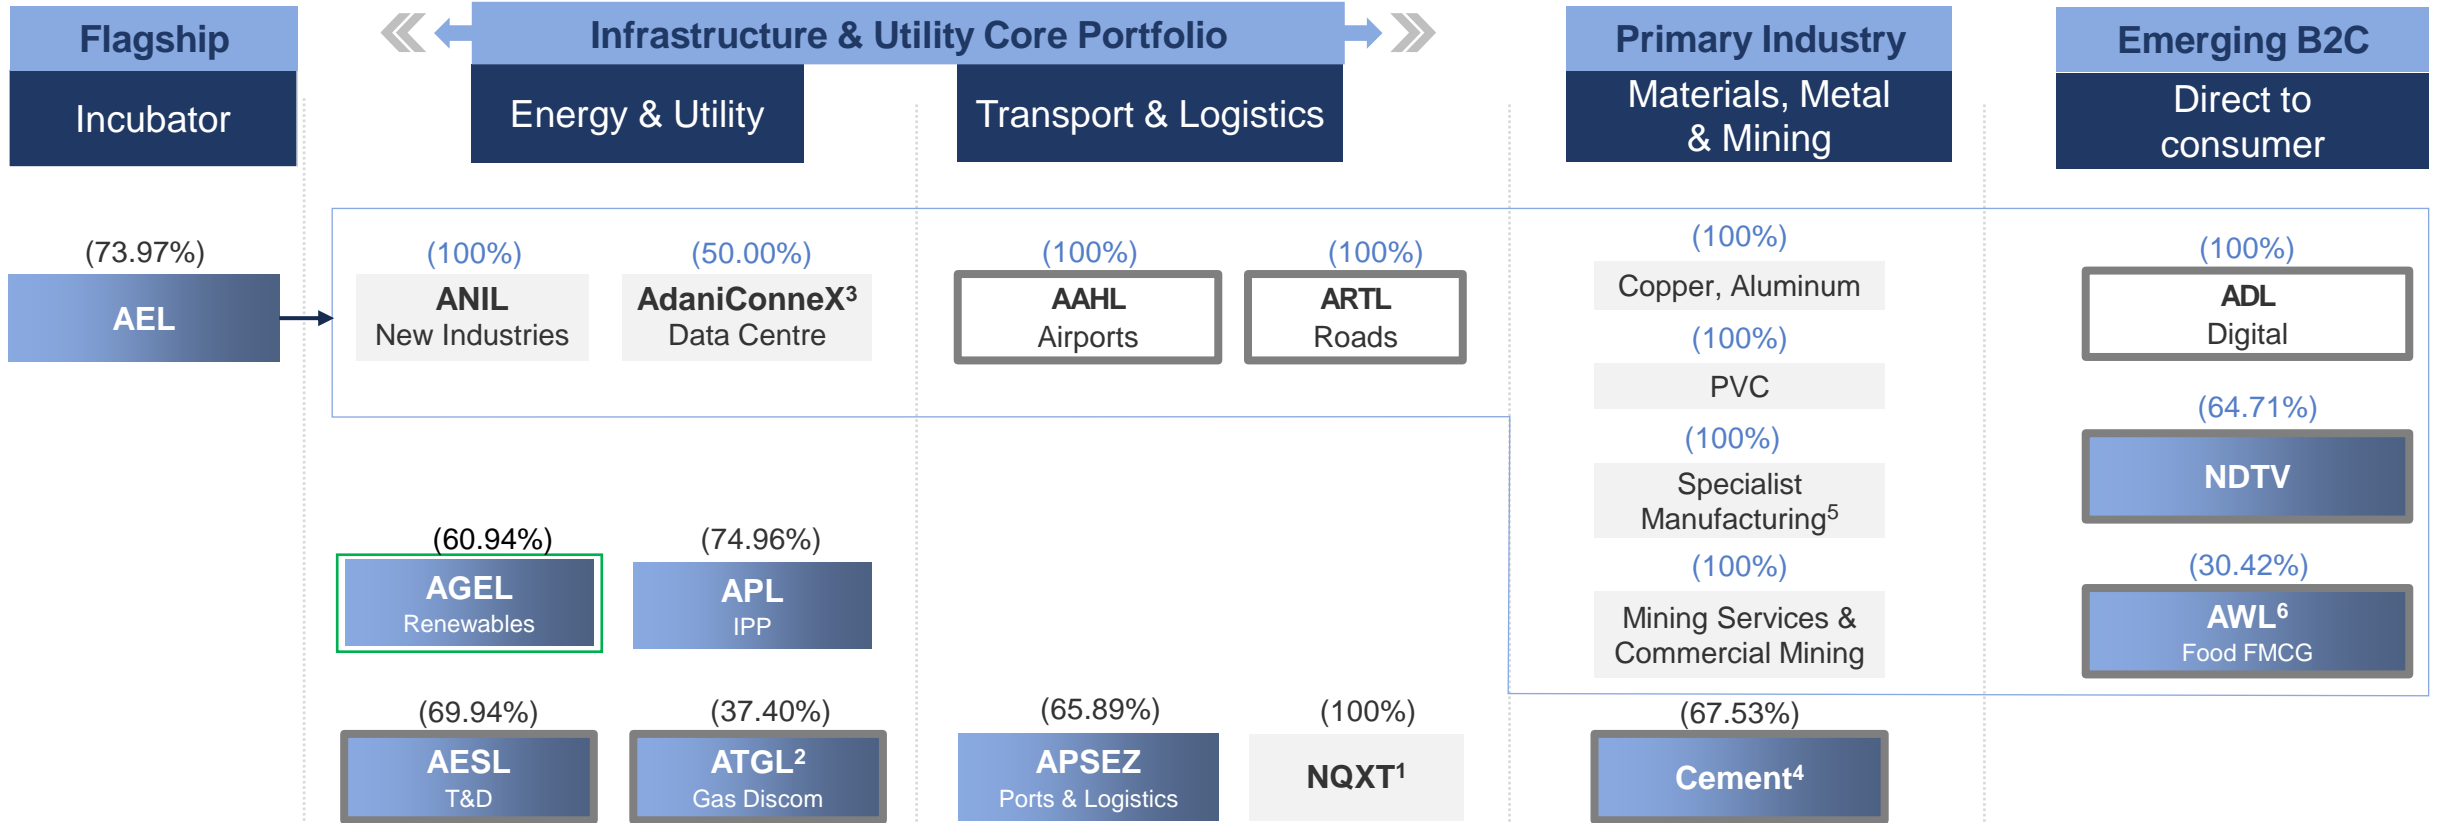 Flagship
Incubator
Infrastructure & Utility Core Portfolio
Energy & Utility
Transport & Logistics
Primary Industry
Materials, Metal
& Mining
Emerging B2C
Direct to
consumer
(73.97%)
AEL
(100%)
ANIL
New Industries
(50.00%)
AdaniConneX³
Data Centre
(100%)
AAHL
Airports
(100%)
ARTL
Roads
(100%)
Copper, Aluminum
(100%)
PVC
(100%)
Specialist
Manufacturing⁵
(100%)
Mining Services &
Commercial Mining
(100%)
ADL
Digital
(64.71%)
NDTV
(30.42%)
AWL⁶
Food FMCG
(60.94%)
AGEL
Renewables
(74.96%)
APL
IPP
(69.94%)
AESL
T&D
(37.40%)
ATGL²
Gas Discom
(65.89%)
APSEZ
Ports & Logistics
(100%)
NQXT¹
(67.53%)
Cement⁴